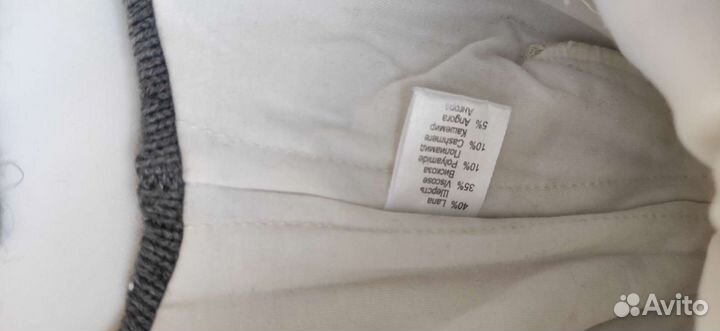 40% Lana
Шерсть
35% Viscose
Вискоза
10% Polyamide
Полиамид
10% Cashmere
Кашемир
5% Angora
Ангора
Avito